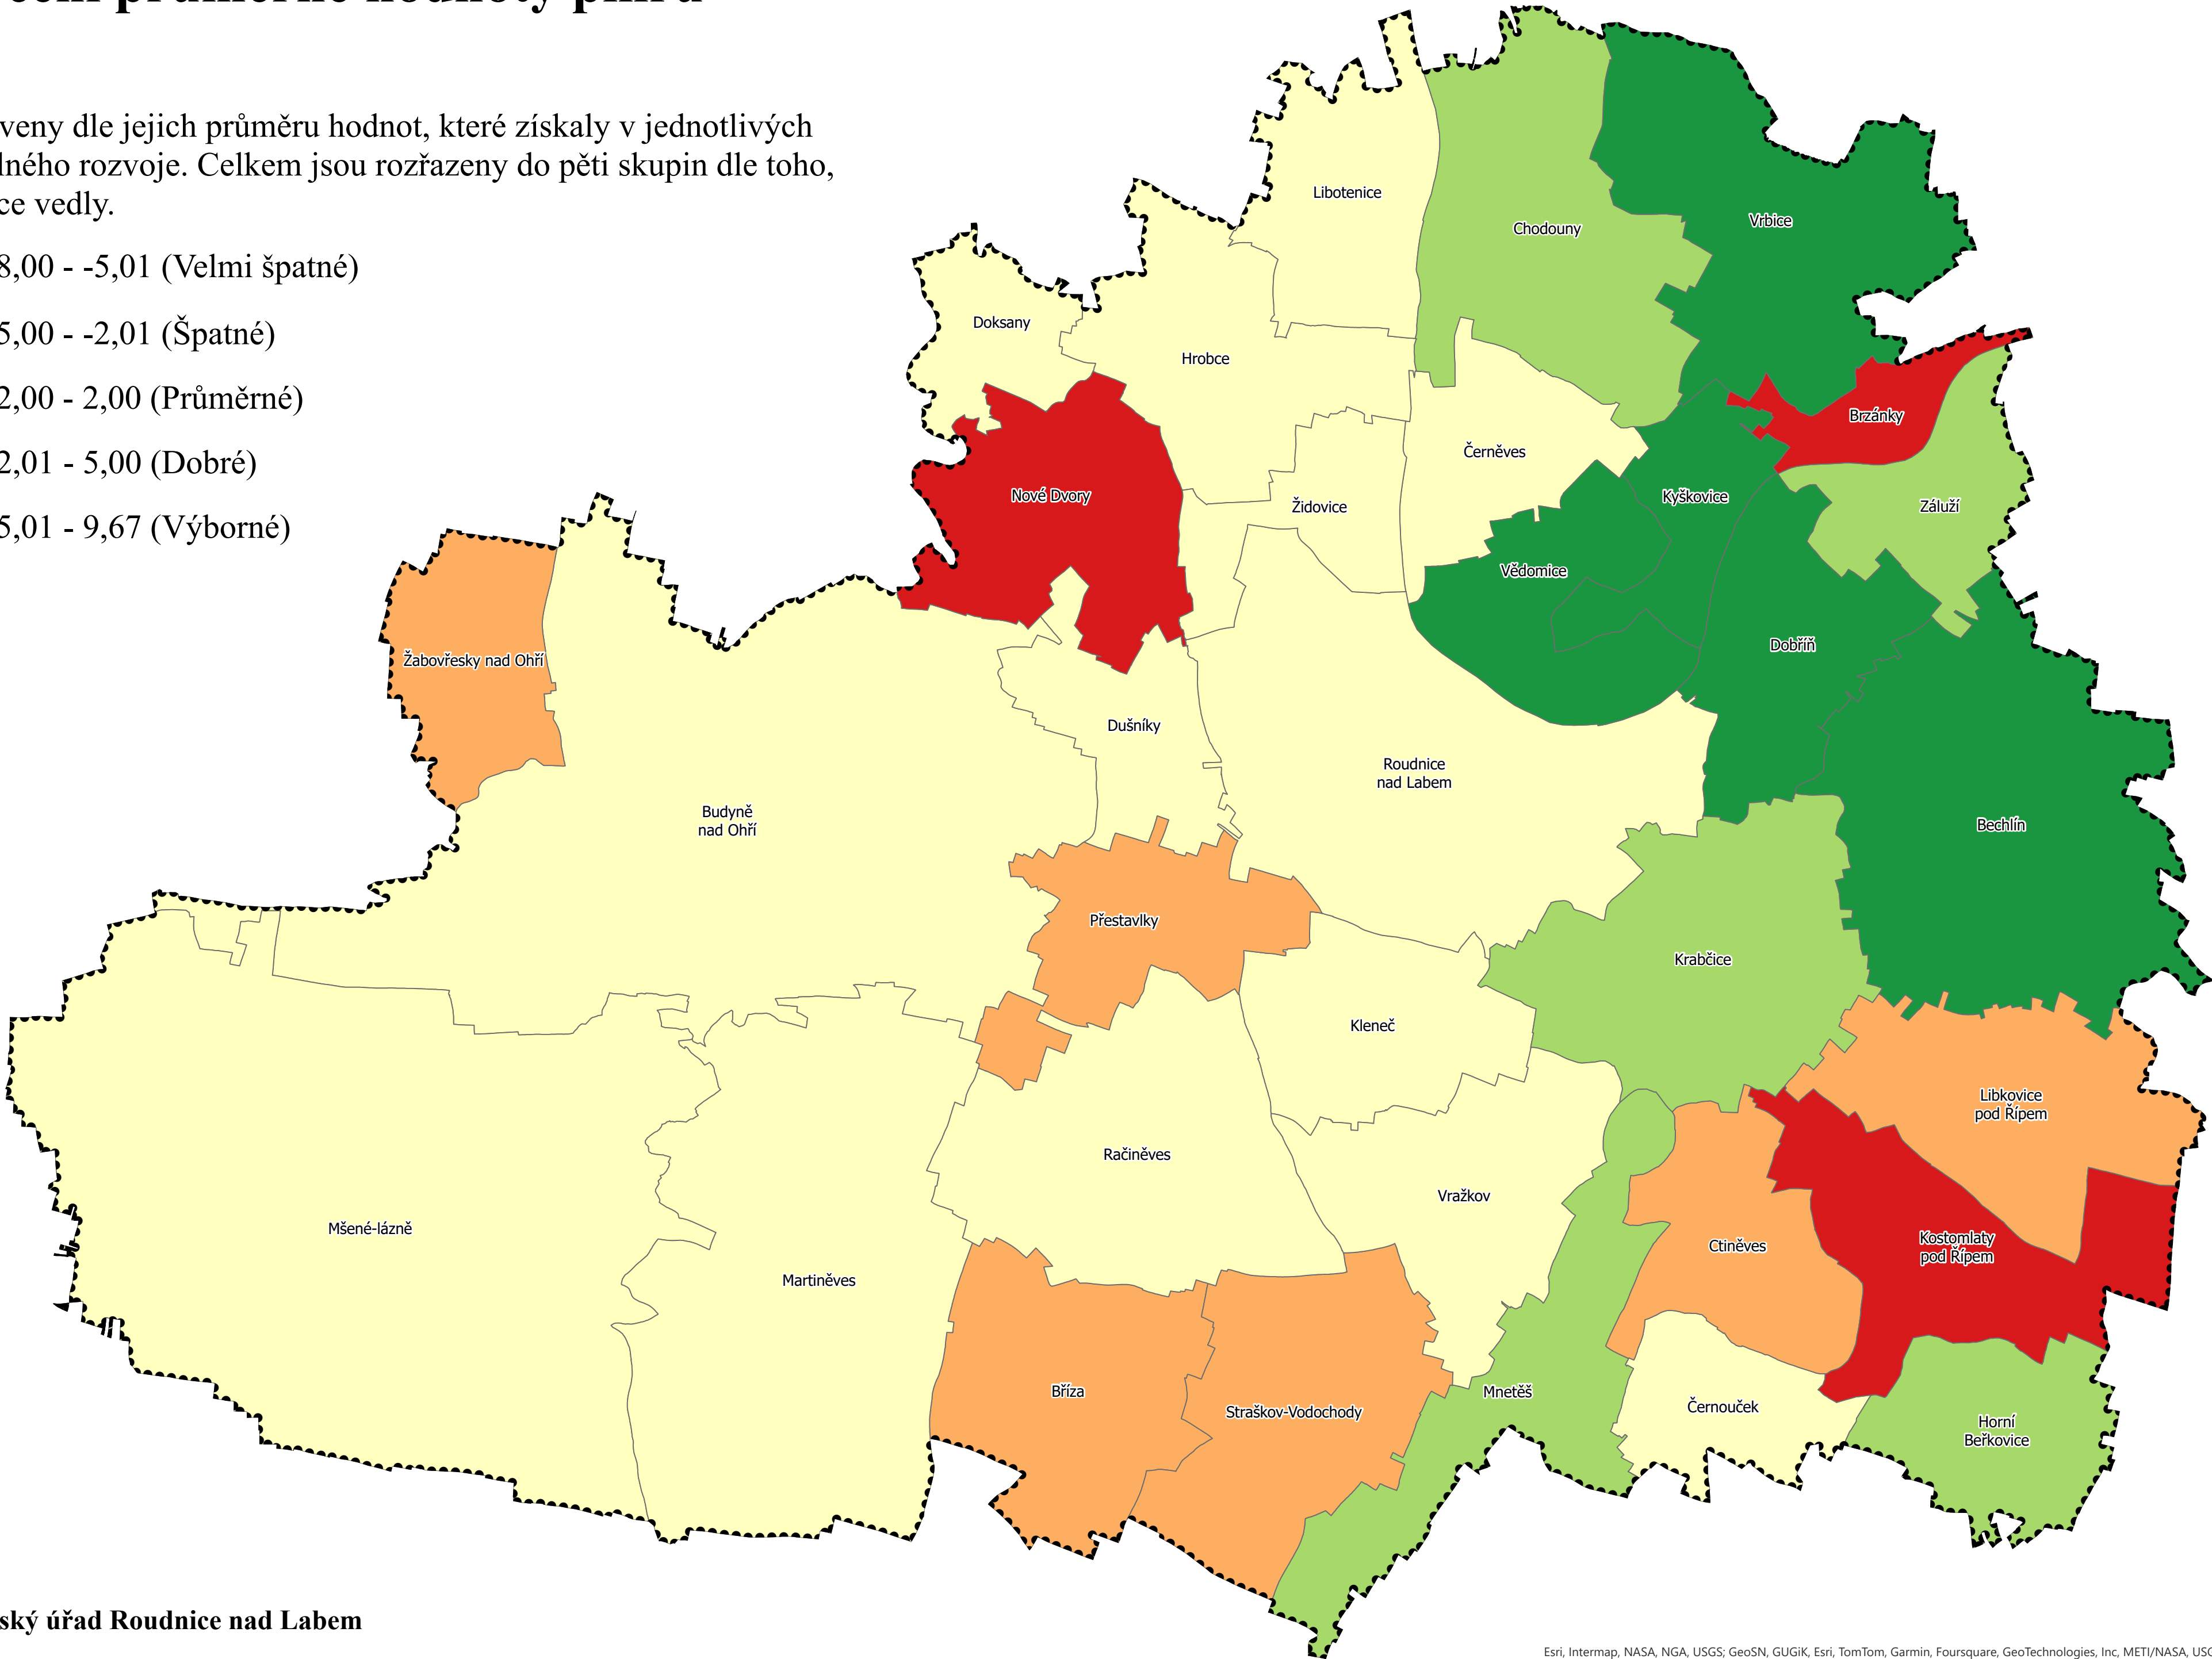 průměrné hodnoty pilířů
veny dle jejich průměru hodnot, které získaly v jednotlivých
lného rozvoje. Celkem jsou rozřazeny do pěti skupin dle toho,
ce vedly.
8,00 - -5,01 (Velmi špatné)
5,00 - -2,01 (Špatné)
2,00 - 2,00 (Průměrné)
2,01 - 5,00 (Dobré)
5,01 - 9,67 (Výborné)
Libotenice
Chodouny
Vrbice
Doksany
Hrobce
Brzánky
Černěves
Nové Dvory
Židovice
Kyškovice
Záluží
Vědomice
Dobříň
Žabovřesky nad Ohří
Dušníky
Roudnice
nad Labem
Budyně
nad Ohří
Bechlín
Přestavlky
Krabčice
Kleneč
Libkovice
pod Řípem
Račiněves
Vražkov
Mšené-lázně
Ctiněves
Kostomlaty
pod Řípem
Martiněves
Bříza
Straškov-Vodochody
Mnetěš
Černouček
Horní
Beřkovice
ský úřad Roudnice nad Labem
Esri, Intermap, NASA, NGA, USGS; GeoSN, GUGiK, Esri, TomTom, Garmin, Foursquare, GeoTechnologies, Inc, METI/NASA, USG